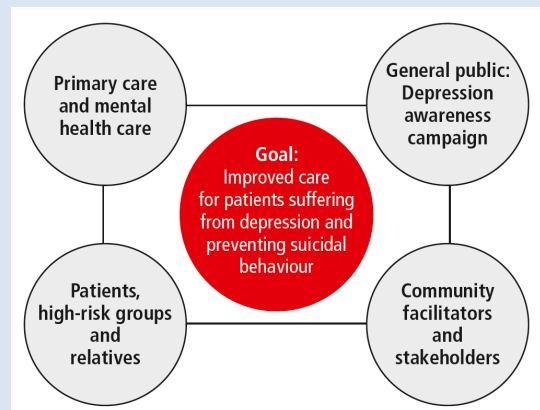 Primary care
and mental
health care
General public:
Depression
awareness
campaign
Goal:
Improved care
for patients suffering
from depression and
preventing suicidal
behaviour
Patients,
high-risk groups
and
relatives
Community
facilitators
and
stakeholders